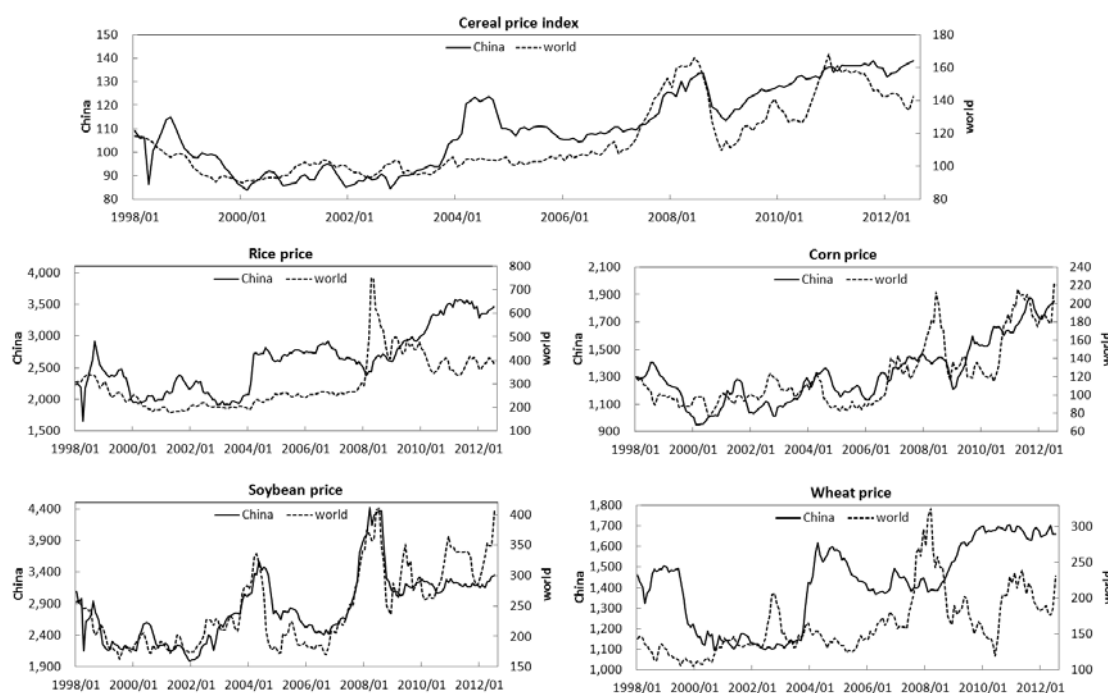 Cereal price index
China world
150
140
130
120
110
100
90
80
China
180
160
140
120
100
80
world
1998/01 2000/01 2002/01 2004/01 2006/01 2008/01 2010/01 2012/01
Rice price
China world
4,000
3,500
3,000
2,500
2,000
1,500
China
800
700
600
500
400
300
200
100
world
1998/01 2000/01 2002/01 2004/01 2006/01 2008/01 2010/01 2012/01
Corn price
China world
2,100
1,900
1,700
1,500
1,300
1,100
900
China
240
220
200
180
160
140
120
100
80
60
world
1998/01 2000/01 2002/01 2004/01 2006/01 2008/01 2010/01 2012/01
Soybean price
China world
4,400
3,900
3,400
2,900
2,400
1,900
China
400
350
300
250
200
150
world
1998/01 2000/01 2002/01 2004/01 2006/01 2008/01 2010/01 2012/01
Wheat price
China world
1,800
1,700
1,600
1,500
1,400
1,300
1,200
1,100
1,000
China
300
250
200
150
100
world
1998/01 2000/01 2002/01 2004/01 2006/01 2008/01 2010/01 2012/01